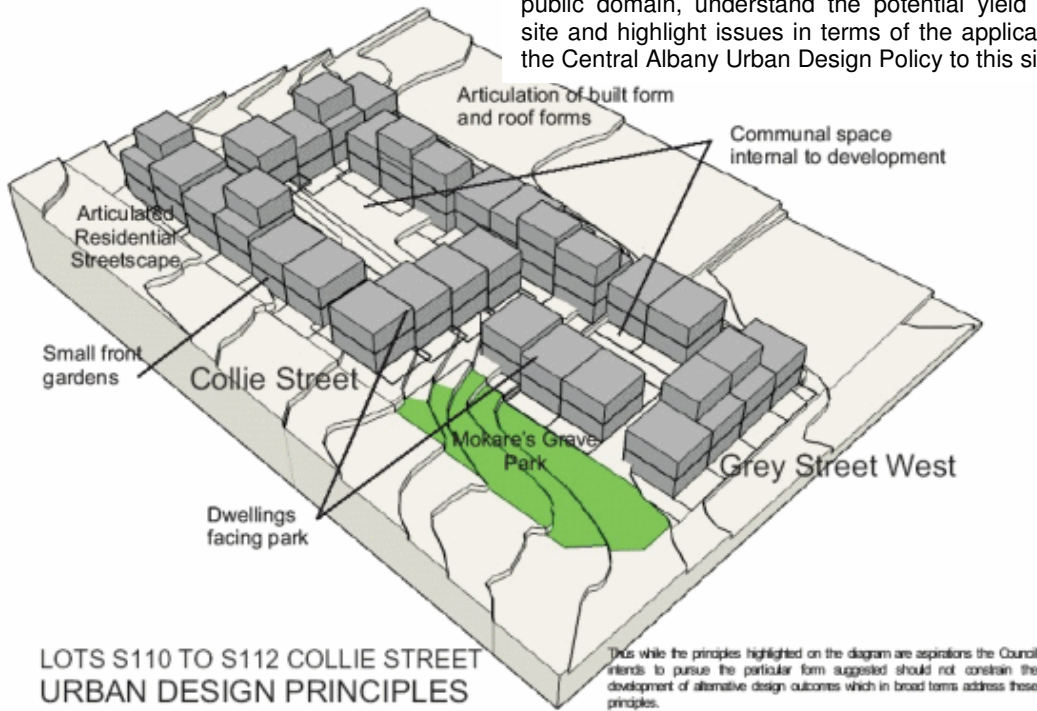 public domain, understand the potential yield
site and highlight issues in terms of the applica
the Central Albany Urban Design Policy to this si
Articulation of built form
and roof forms
Communal space
internal to development
Articulated
Residential
Streetscape
Small front
gardens
Collie Street
Mokare's Grave
Park
Grey Street West
Dwellings
facing park
LOTS S110 TO S112 COLLIE STREET
URBAN DESIGN PRINCIPLES
Thus while the principles highlighted on the diagram are aspirations the Council
intends to pursue the particular form suggested should not constrain the
development of alternative design outcomes which in broad terms address these
principles.